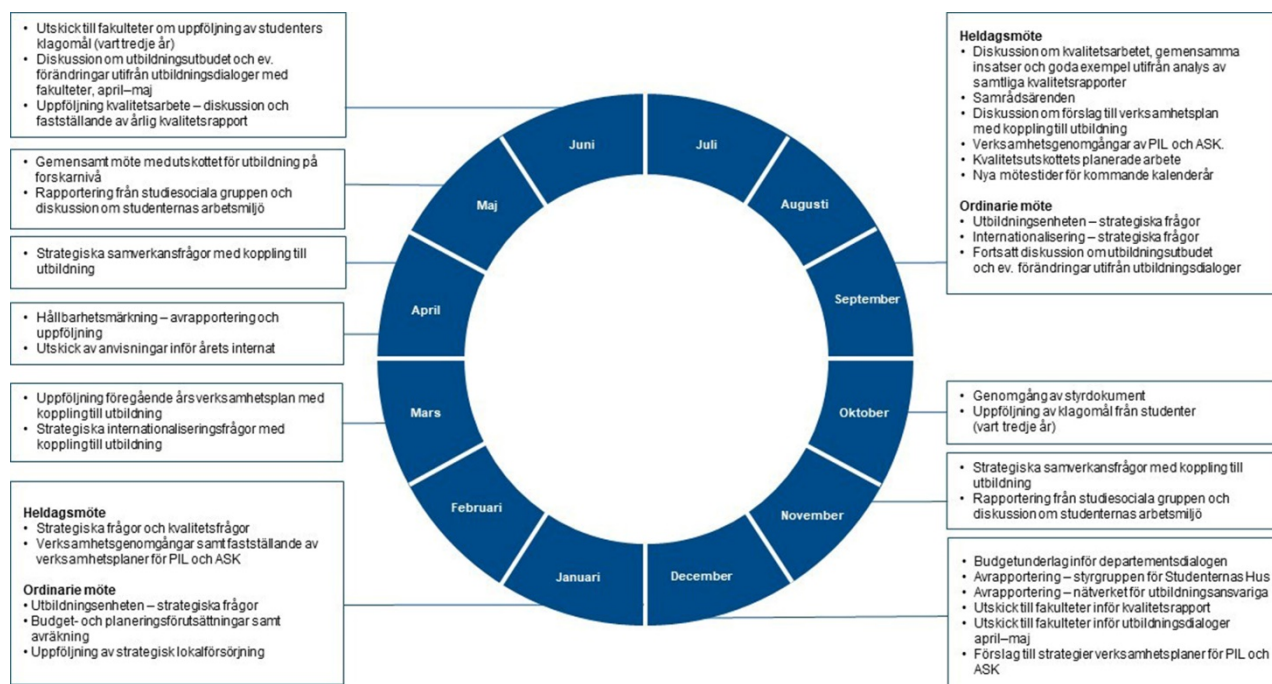 • Utskick till fakulteter om uppföljning av studenters
klagomål (vart tredje år)
• Diskussion om utbildningsutbudet och ev.
förändringar utifrån utbildningsdialoger med
fakulteter, april–maj
• Uppföljning kvalitetsarbete – diskussion och
fastställande av årlig kvalitetsrapport
• Gemensamt möte med utskottet för utbildning på
forskarnivå
• Rapportering från studiesociala gruppen och
diskussion om studenternas arbetsmiljö
• Strategiska samverkansfrågor med koppling till
utbildning
• Hållbarhetsmärkning – avrapportering och
uppföljning
• Utskick av anvisningar inför årets internat
• Uppföljning föregående års verksamhetsplan med
koppling till utbildning
• Strategiska internationaliseringsfrågor med
koppling till utbildning
Heldagsmöte
• Strategiska frågor och kvalitetsfrågor
• Verksamhetsgenomgångar samt fastställande av
verksamhetsplaner för PIL och ASK
Ordinarie möte
• Utbildningsenheten – strategiska frågor
• Budget- och planeringsförutsättningar samt
avräkning
• Uppföljning av strategisk lokalförsörjning
Juni
Juli
Maj
Augusti
April
September
Mars
Oktober
Februari
November
Januari
December
Heldagsmöte
• Diskussion om kvalitetsarbetet, gemensamma
insatser och goda exempel utifrån analys av
samtliga kvalitetsrapporter
• Samrådsärenden
• Diskussion om förslag till verksamhetsplan
med koppling till utbildning
• Verksamhetsgenomgångar av PIL och ASK.
• Kvalitetsutskottets planerade arbete
• Nya mötestider för kommande kalenderår
Ordinarie möte
• Utbildningsenheten – strategiska frågor
• Internationalisering – strategiska frågor
• Fortsatt diskussion om utbildningsutbudet
och ev. förändringar utifrån utbildningsdialoger
• Genomgång av styrdokument
• Uppföljning av klagomål från studenter
(vart tredje år)
• Strategiska samverkansfrågor med koppling till
utbildning
• Rapportering från studiesociala gruppen och
diskussion om studenternas arbetsmiljö
• Budgetunderlag inför departementsdialogen
• Avrapportering – styrgruppen för Studenternas Hus
• Avrapportering – nätverket för utbildningsansvariga
• Utskick till fakulteter inför kvalitetsrapport
• Utskick till fakulteter inför utbildningsdialoger
april–maj
• Förslag till strategier verksamhetsplaner för PIL och
ASK